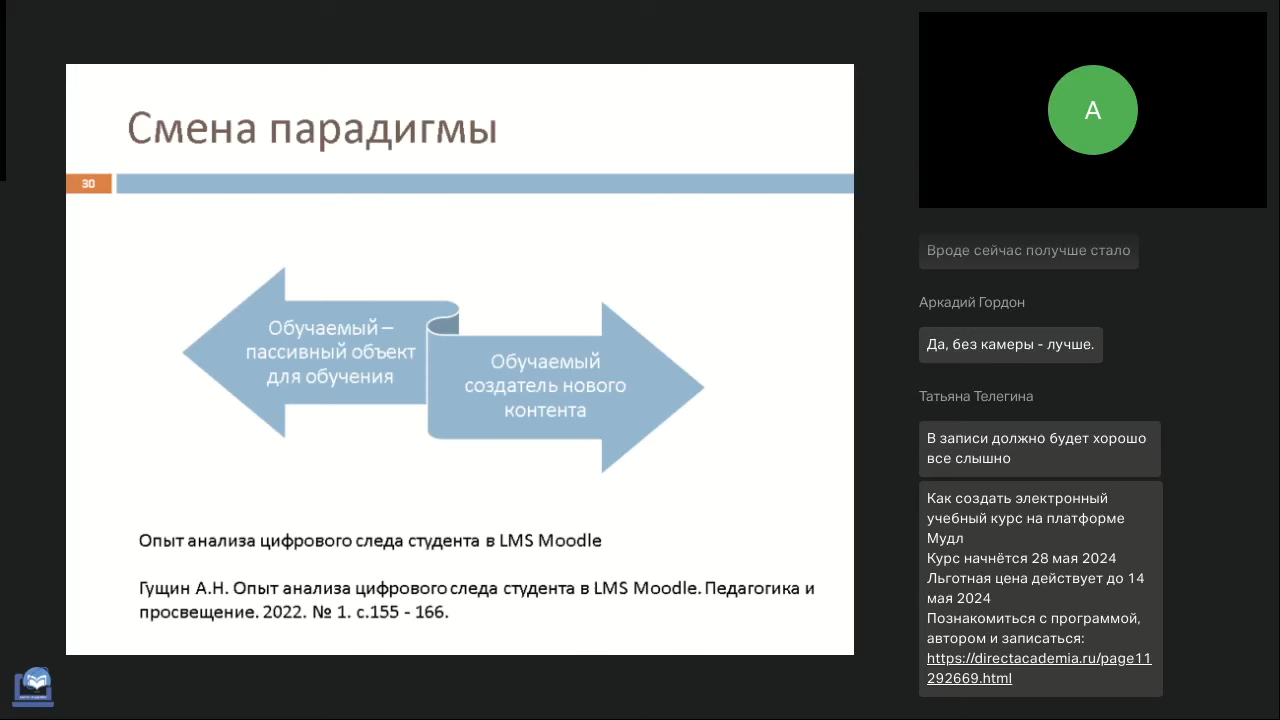 Смена парадигмы
30
Обучаемый –
пассивный объект
для обучения
Обучаемый
создатель нового
контента
Опыт анализа цифрового следа студента в LMS Moodle
Гущин А.Н. Опыт анализа цифрового следа студента в LMS Moodle. Педагогика и
просвещение. 2022. № 1. с.155 - 166.
А
Вроде сейчас получше стало
Аркадий Гордон
Да, без камеры - лучше.
Татьяна Телегина
В записи должно будет хорошо
все слышно
Как создать электронный
учебный курс на платформе
Мудл
Курс начнётся 28 мая 2024
Льготная цена действует до 14
мая 2024
Познакомиться с программой,
автором и записаться:
https://directacademia.ru/page11
292669.html